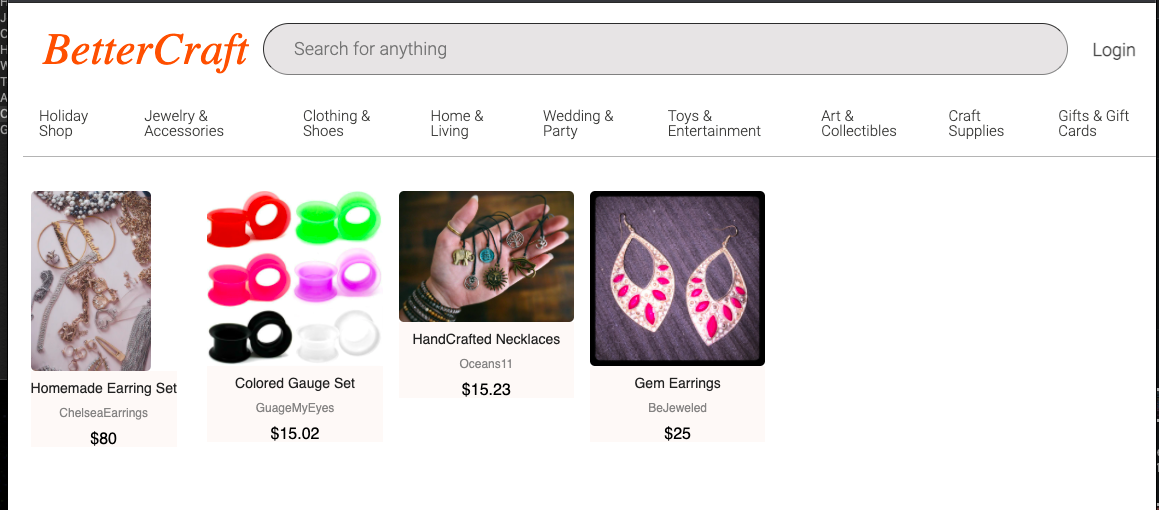 BetterCraft
Search for anything
Login
Holiday
Shop
Jewelry &
Accessories
Clothing &
Shoes
Home &
Living
Wedding &
Party
Toys &
Entertainment
Art &
Collectibles
Craft
Supplies
Gifts & Gift
Cards
Homemade Earring Set
ChelseaEarrings
$80
Colored Gauge Set
GuageMyEyes
$15.02
HandCrafted Necklaces
Oceans11
$15.23
Gem Earrings
BeJeweled
$25